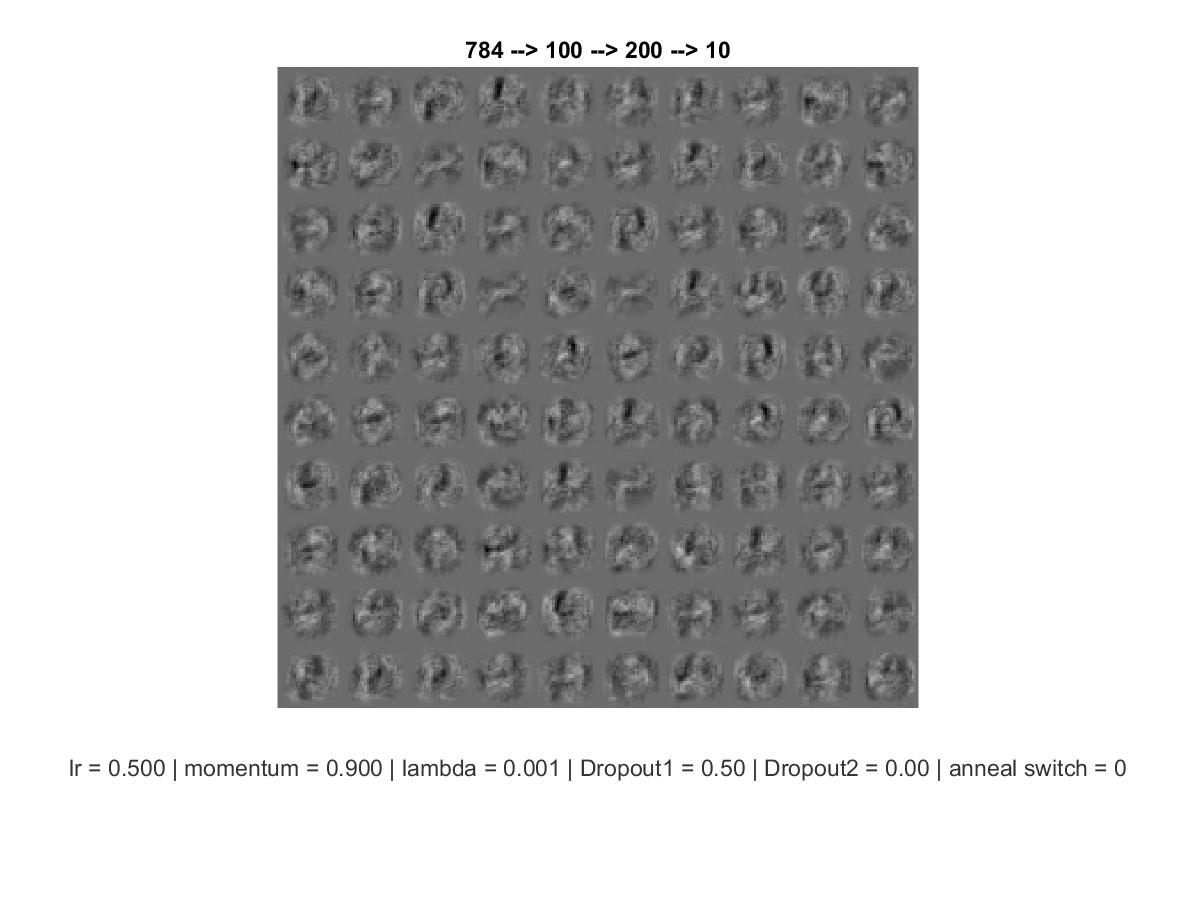 784 --> 100 --> 200 --> 10
lr = 0.500 | momentum = 0.900 | lambda = 0.001 | Dropout1 = 0.50 | Dropout2 = 0.00 | anneal switch = 0